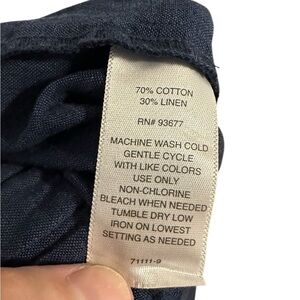 70% COTTON
30% LINEN
RN# 93677
MACHINE WASH COLD
GENTLE CYCLE
WITH LIKE COLORS
USE ONLY
NON-CHLORINE
BLEACH WHEN NEEDED
TUMBLE DRY LOW
IRON ON LOWEST
SETTING AS NEEDED
71111-9